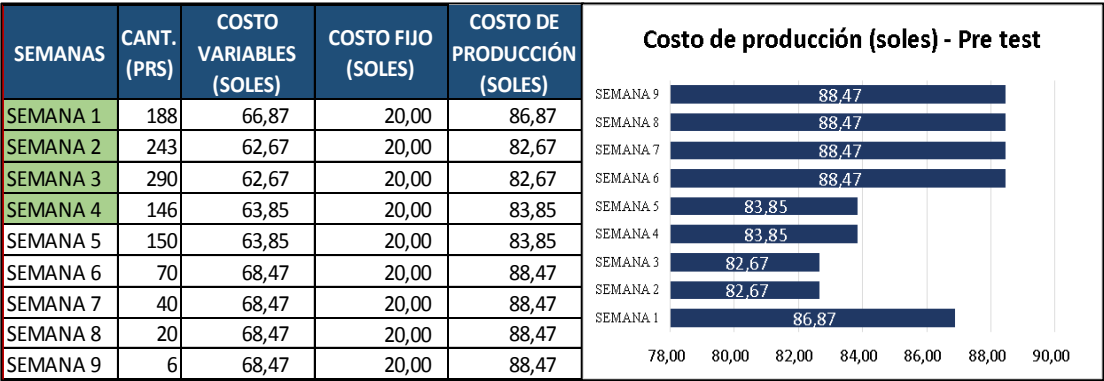 SEMANAS CANT. (PRS) COSTO VARIABLES (SOLES) COSTO FIJO (SOLES) COSTO DE PRODUCCIÓN (SOLES)
SEMANA 1 188 66,87 20,00 86,87
SEMANA 2 243 62,67 20,00 82,67
SEMANA 3 290 62,67 20,00 82,67
SEMANA 4 146 63,85 20,00 83,85
SEMANA 5 150 63,85 20,00 83,85
SEMANA 6 70 68,47 20,00 88,47
SEMANA 7 40 68,47 20,00 88,47
SEMANA 8 20 68,47 20,00 88,47
SEMANA 9 6 68,47 20,00 88,47
Costo de producción (soles) - Pre test
SEMANA 9 88,47
SEMANA 8 88,47
SEMANA 7 88,47
SEMANA 6 88,47
SEMANA 5 83,85
SEMANA 4 83,85
SEMANA 3 82,67
SEMANA 2 82,67
SEMANA 1 86,87
78,00 80,00 82,00 84,00 86,00 88,00 90,00